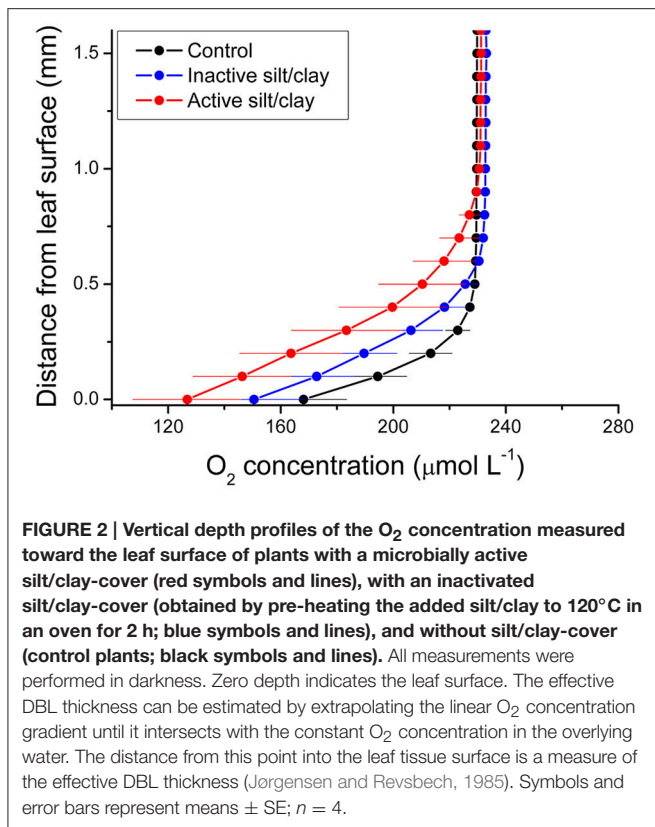 Control
Inactive silt/clay
Active silt/clay
1.5
1.0
0.5
0.0
Distance from leaf surface (mm)
120 160 200 240 280
O₂ concentration (μmol L⁻¹)
FIGURE 2 | Vertical depth profiles of the O₂ concentration measured
toward the leaf surface of plants with a microbially active
silt/clay-cover (red symbols and lines), with an inactivated
silt/clay-cover (obtained by pre-heating the added silt/clay to 120°C in
an oven for 2 h; blue symbols and lines), and without silt/clay-cover
(control plants; black symbols and lines). All measurements were
performed in darkness. Zero depth indicates the leaf surface. The effective
DBL thickness can be estimated by extrapolating the linear O₂ concentration
gradient until it intersects with the constant O₂ concentration in the overlying
water. The distance from this point into the leaf tissue surface is a measure of
the effective DBL thickness (Jørgensen and Revsbech, 1985). Symbols and
error bars represent means ± SE; n = 4.